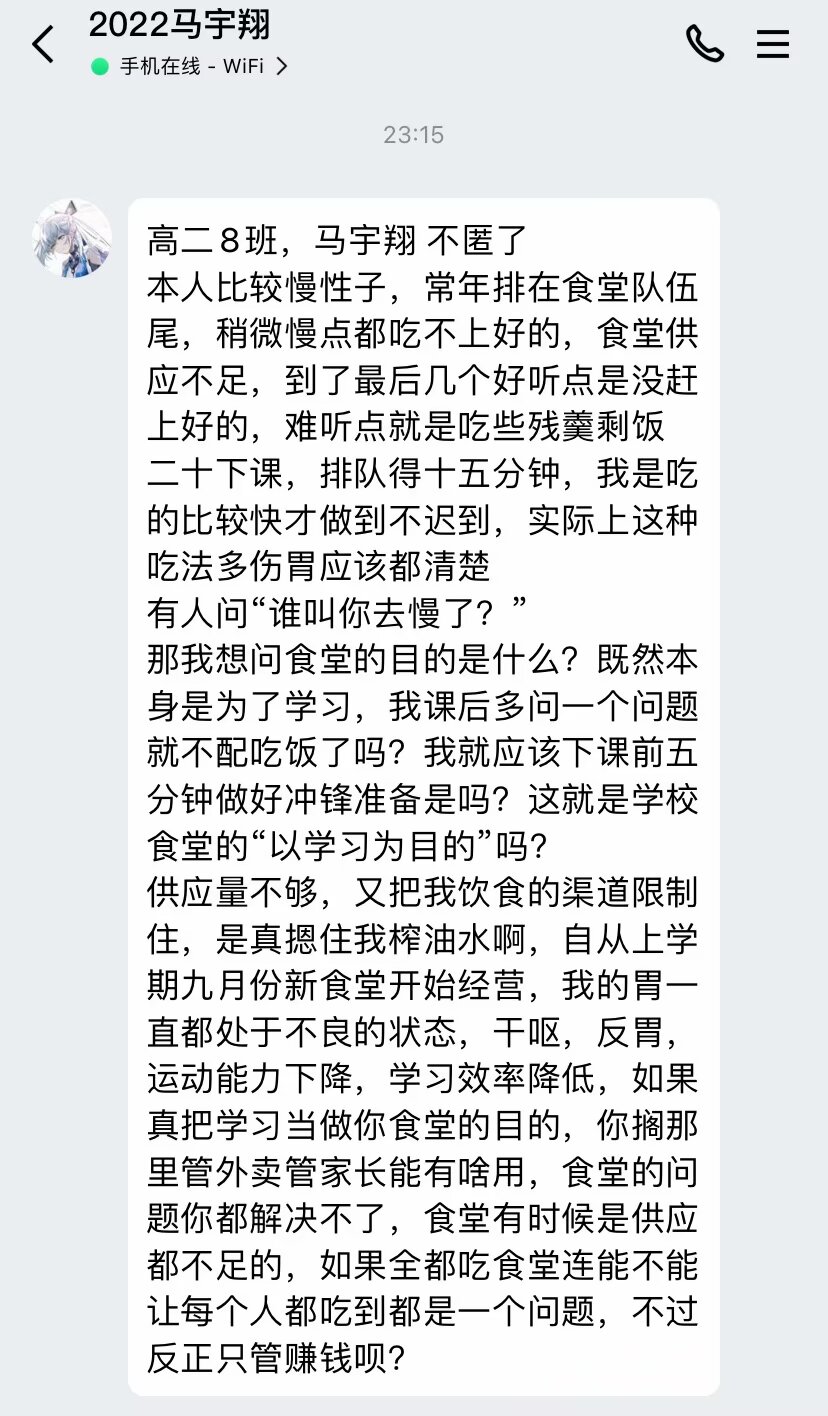 2022马宇翔
手机在线 - WiFi >
23:15
高二8班，马宇翔 不匿了
本人比较慢性子，常年排在食堂队伍
尾，稍微慢点都吃不上好的，食堂供
应不足，到了最后几个好听点是没赶
上好的，难听点就是吃些残羹剩饭
二十下课，排队得十五分钟，我是吃
的比较快才做到不迟到，实际上这种
吃法多伤胃应该都清楚
有人问“谁叫你去慢了？”
那我想问食堂的目的是什么？既然本
身是为了学习，我课后多问一个问题
就不配吃饭了吗？我就应该下课前五
分钟做好冲锋准备是吗？这就是学校
食堂的“以学习为目的”吗？
供应量不够，又把我饮食的渠道限制
住，是真摁住我榨油水啊，自从上学
期九月份新食堂开始经营，我的胃一
直都处于不良的状态，干呕，反胃，
运动能力下降，学习效率降低，如果
真把学习当做你食堂的目的，你搁那
里管外卖管家长能有啥用，食堂的问
题你都解决不了，食堂有时候是供应
都不足的，如果全都吃食堂连能不能
让每个人都吃到都是一个问题，不过
反正只管赚钱呗？